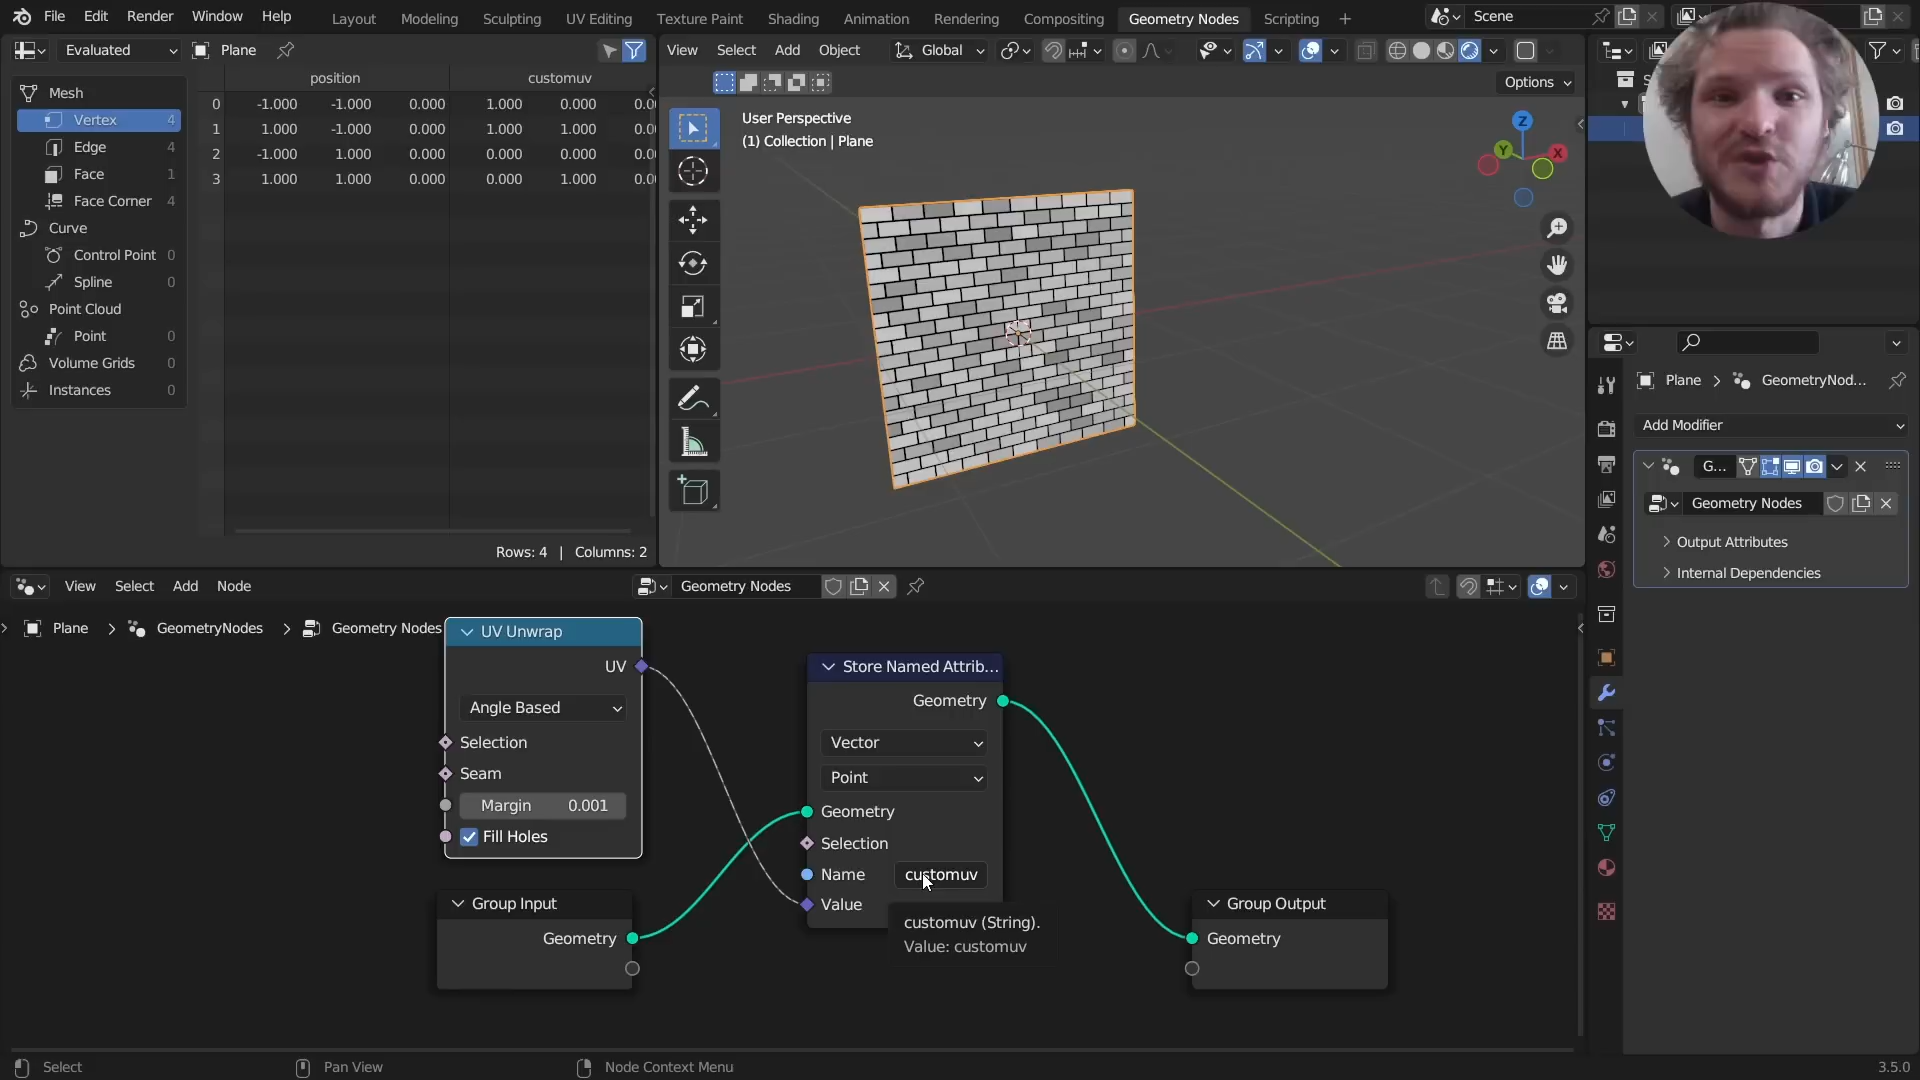 File Edit Render Window Help Layout Modeling Sculpting UV Editing Texture Paint Shading Animation Rendering Compositing Geometry Nodes Scripting Scene
Evaluated Plane
View Select Add Object Global
Options
position customuv
0 -1.000 -1.000 0.000 1.000 0.000
1 1.000 -1.000 0.000 1.000 1.000
2 -1.000 1.000 0.000 0.000 0.000
3 1.000 1.000 0.000 0.000 1.000
Mesh
Vertex 4
Edge 4
Face 1
Face Corner 4
Curve
Control Point 0
Spline 0
Point Cloud
Point 0
Volume Grids 0
Instances 0
Rows: 4 | Columns: 2
User Perspective
(1) Collection | Plane
Z
Y
X
Plane > GeometryNod...
Add Modifier
G...
Geometry Nodes
Output Attributes
Internal Dependencies
View Select Add Node Geometry Nodes
Plane > GeometryNodes > Geometry Nodes
UV Unwrap
UV
Angle Based
Selection
Seam
Margin 0.001
Fill Holes
Group Input
Geometry
Store Named Attrib...
Geometry
Vector
Point
Geometry
Selection
Name customuv
Value
customuv (String).
Value: customuv
Group Output
Geometry
Select Pan View Node Context Menu 3.5.0